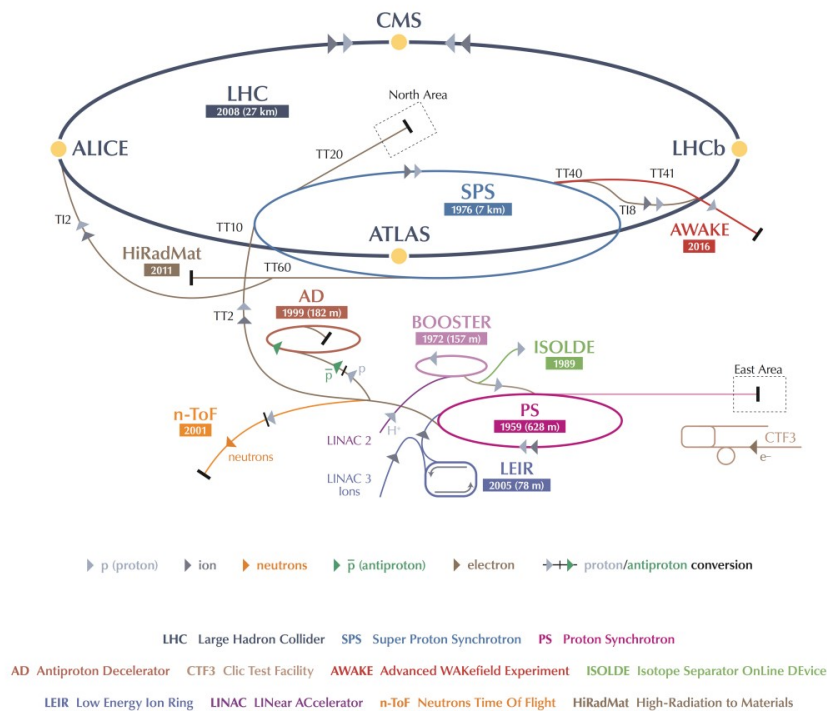 CMS
LHC
2008 (27 km)
North Area
ALICE
LHCb
TT20
TT40
TT41
SPS
1976 (7 km)
TI2
TI8
TT10
ATLAS
AWAKE
2016
HiRadMat
2011
TT60
AD
1999 (182 m)
TT2
BOOSTER
1972 (157 m)
ISOLDE
1989
p̅
p
East Area
n-ToF
2001
PS
1959 (628 m)
H⁺
LINAC 2
CTF3
neutrons
e–
LEIR
2005 (78 m)
LINAC 3
Ions
p (proton) ion neutrons p̅ (antiproton) electron proton/antiproton conversion
LHC Large Hadron Collider SPS Super Proton Synchrotron PS Proton Synchrotron
AD Antiproton Decelerator CTF3 Clic Test Facility AWAKE Advanced WAKefield Experiment ISOLDE Isotope Separator OnLine DEvice
LEIR Low Energy Ion Ring LINAC LINear ACcelerator n-ToF Neutrons Time Of Flight HiRadMat High-Radiation to Materials